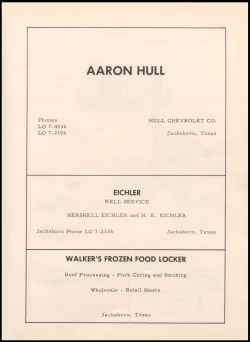 AARON HULL
Phones HULL CHEVROLET CO.
LO 7-4536
LO 7-2106 Jacksboro, Texas
EICHLER
WELL SERVICE
HERSHELL EICHLER and H. E. EICHLER
Jacksboro Phone LO 7-2336 Jacksboro, Texas
WALKER'S FROZEN FOOD LOCKER
Beef Processing - Pork Curing and Smoking
Wholesale - Retail Meats
Jacksboro, Texas